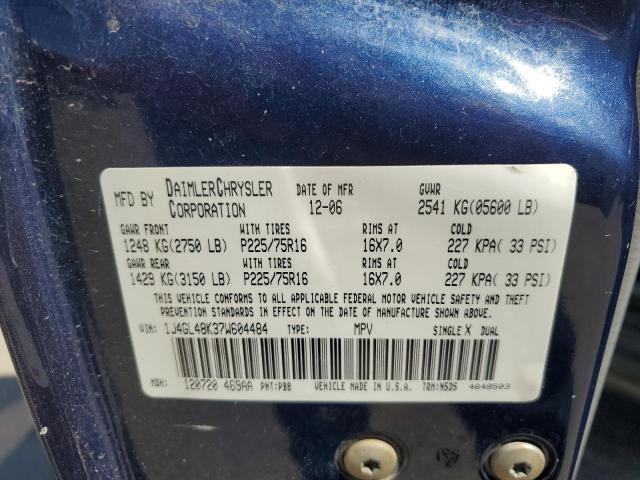 MFD BY DAIMLERCHRYSLER CORPORATION DATE OF MFR 12-06 GVWR 2541 KG(05600 LB)
GAWR FRONT WITH TIRES RIMS AT COLD
1248 KG(2750 LB) P225/75R16 16X7.0 227 KPA( 33 PSI)
GAWR REAR WITH TIRES RIMS AT COLD
1429 KG(3150 LB) P225/75R16 16X7.0 227 KPA( 33 PSI)
THIS VEHICLE CONFORMS TO ALL APPLICABLE FEDERAL MOTOR VEHICLE SAFETY AND THEFT
PREVENTION STANDARDS IN EFFECT ON THE DATE OF MANUFACTURE SHOWN ABOVE.
VIN: 1J4GL48K37W604484 TYPE: MPV SINGLE X DUAL
MDH: 120720 469AA PNT:PBB VEHICLE MADE IN U.S.A. TRM:NSD5 4648503